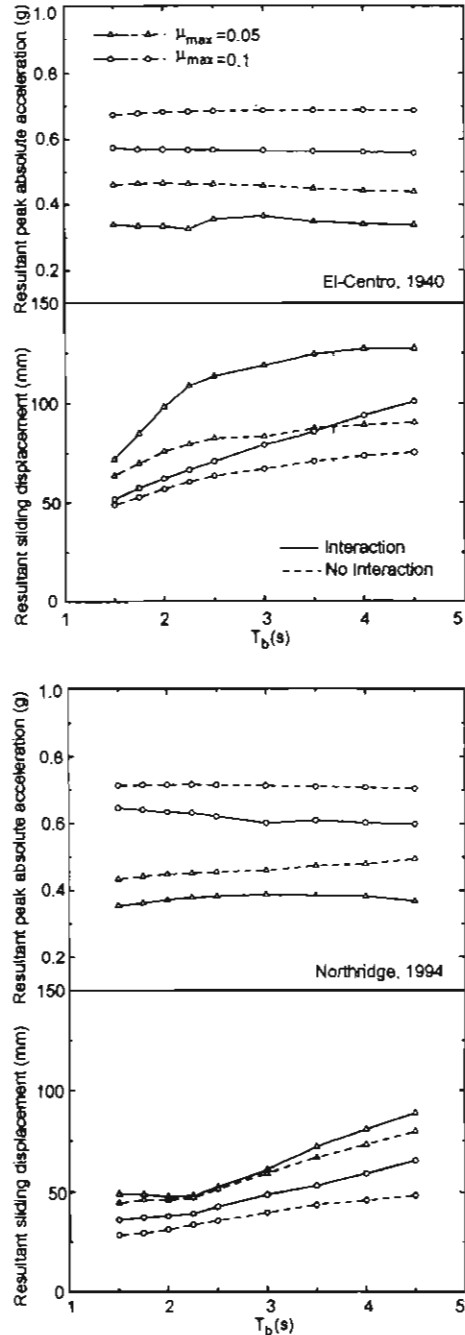 μmax=0.05
μmax=0.1
Resultant peak absolute acceleration (g)
1.0
0.8
0.6
0.4
0.2
El-Centro, 1940
Resultant sliding displacement (mm)
150
100
50
0
Interaction
No Interaction
1 2 3 4 5
Tb(s)
Resultant peak absolute acceleration (g)
1.0
0.8
0.6
0.4
0.2
Northridge, 1994
Resultant sliding displacement (mm)
150
100
50
0
1 2 3 4 5
Tb(s)